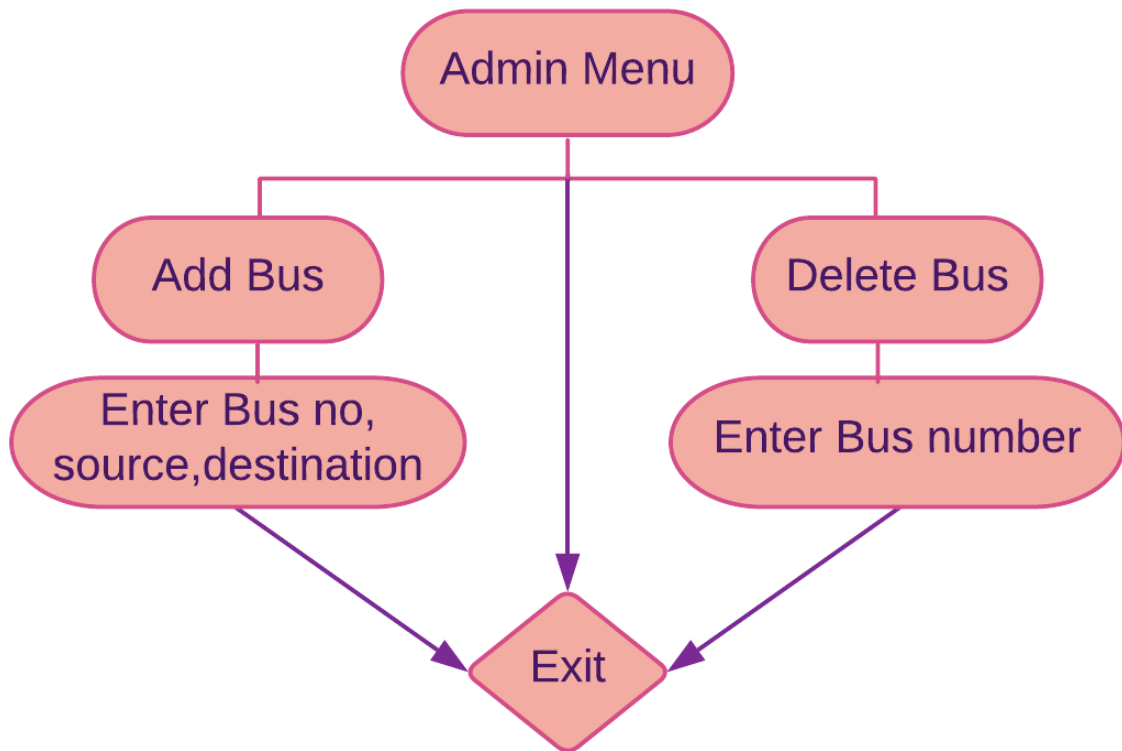 Admin Menu
Add Bus
Delete Bus
Enter Bus no,
source,destination
Enter Bus number
Exit